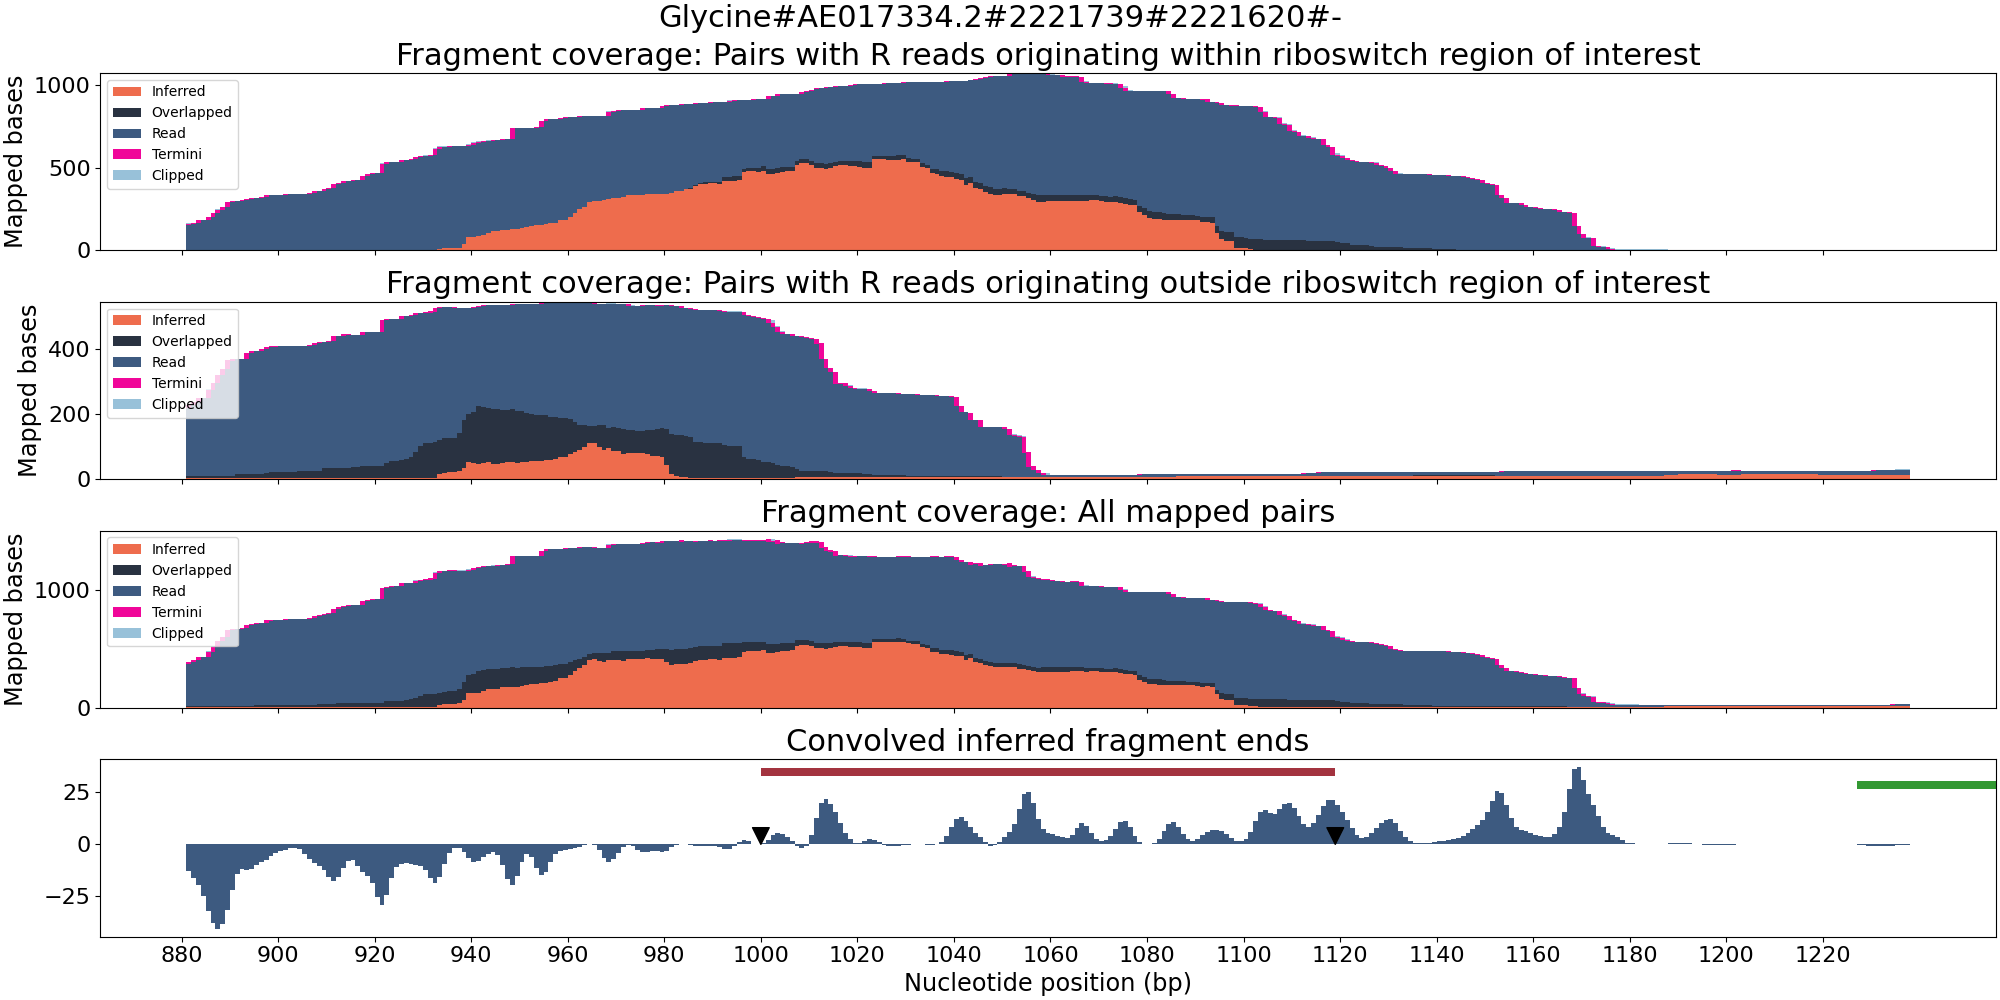 Glycine#AE017334.2#2221739#2221620#-
Fragment coverage: Pairs with R reads originating within riboswitch region of interest
Mapped bases
1000
500
0
Inferred
Overlapped
Read
Termini
Clipped
Fragment coverage: Pairs with R reads originating outside riboswitch region of interest
Mapped bases
400
200
0
Inferred
Overlapped
Read
Termini
Clipped
Fragment coverage: All mapped pairs
Mapped bases
1000
0
Inferred
Overlapped
Read
Termini
Clipped
Convolved inferred fragment ends
25
0
−25
880 900 920 940 960 980 1000 1020 1040 1060 1080 1100 1120 1140 1160 1180 1200 1220
Nucleotide position (bp)